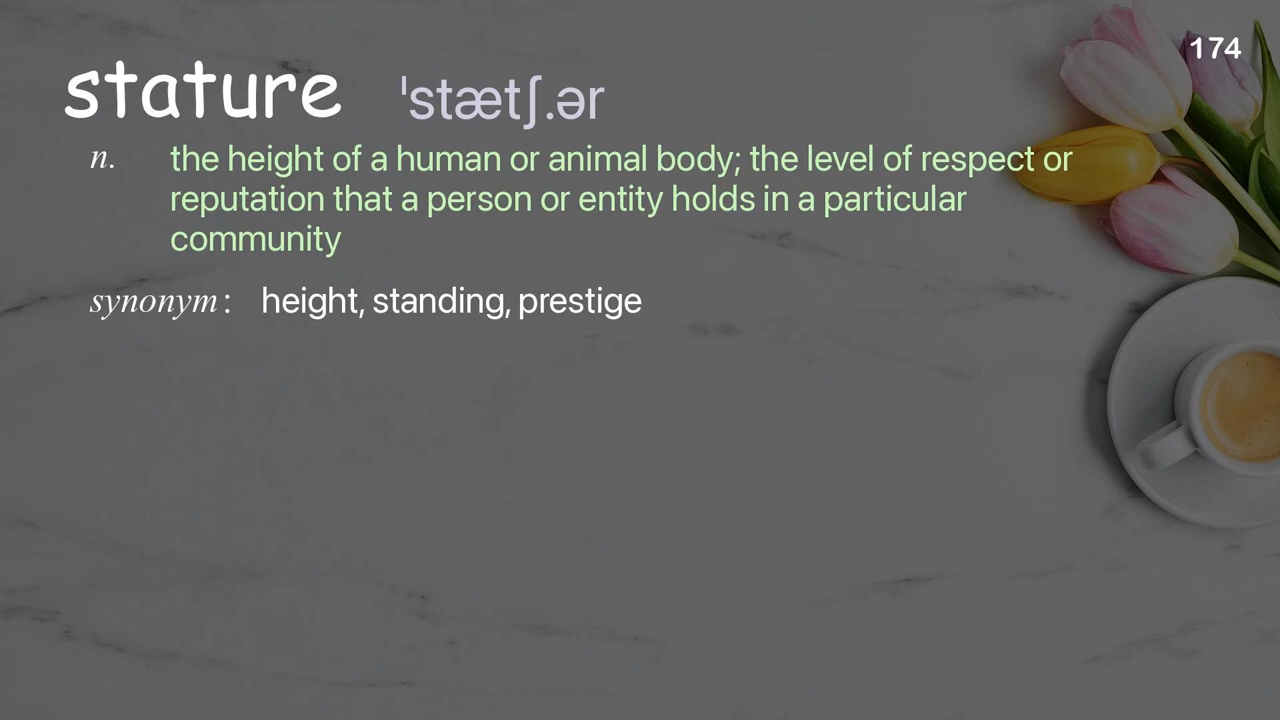 174
stature ˈstætʃ.ər
n. the height of a human or animal body; the level of respect or
reputation that a person or entity holds in a particular
community
synonym: height, standing, prestige